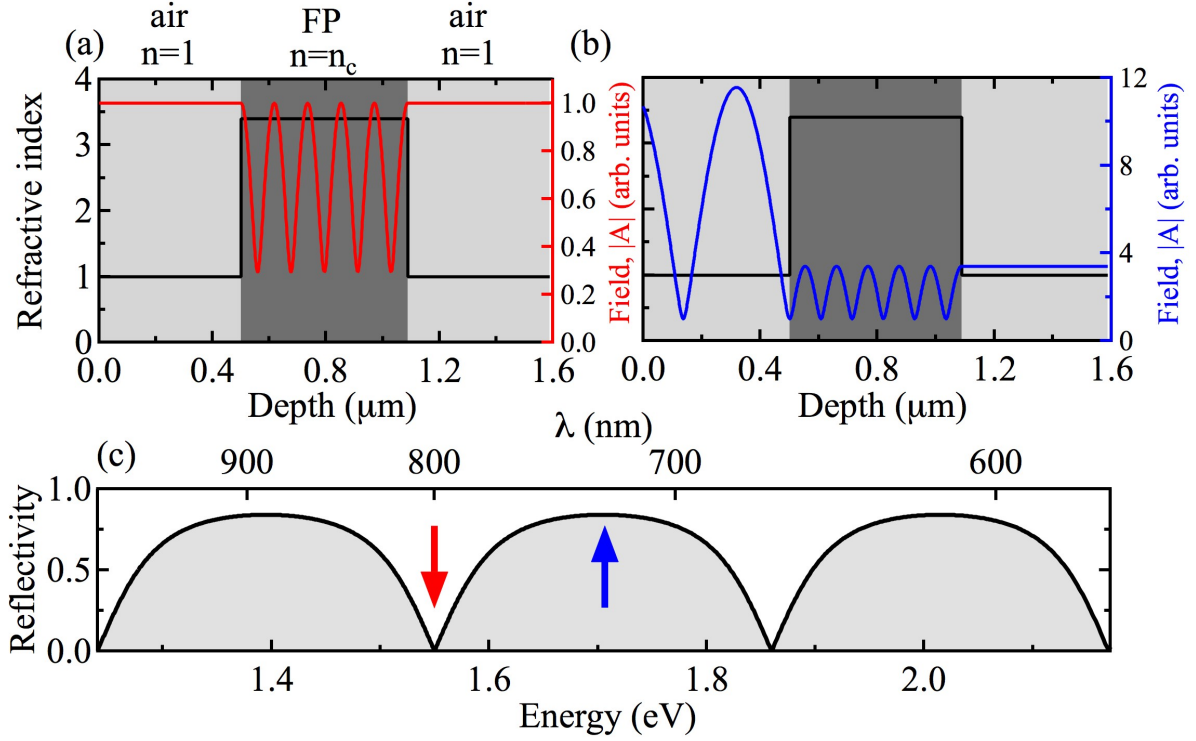 air FP air
(a) n=1 n=n_c n=1
4
3
2
1
0
Refractive index
1.0
0.8
0.6
0.4
0.2
0.0
Field, |A| (arb. units)
0.0 0.4 0.8 1.2 1.6
Depth (μm)
(b)
12
8
4
0
Field, |A| (arb. units)
0.0 0.4 0.8 1.2 1.6
Depth (μm)
λ (nm)
(c) 900 800 700 600
1.0
0.5
0.0
Reflectivity
1.4 1.6 1.8 2.0
Energy (eV)